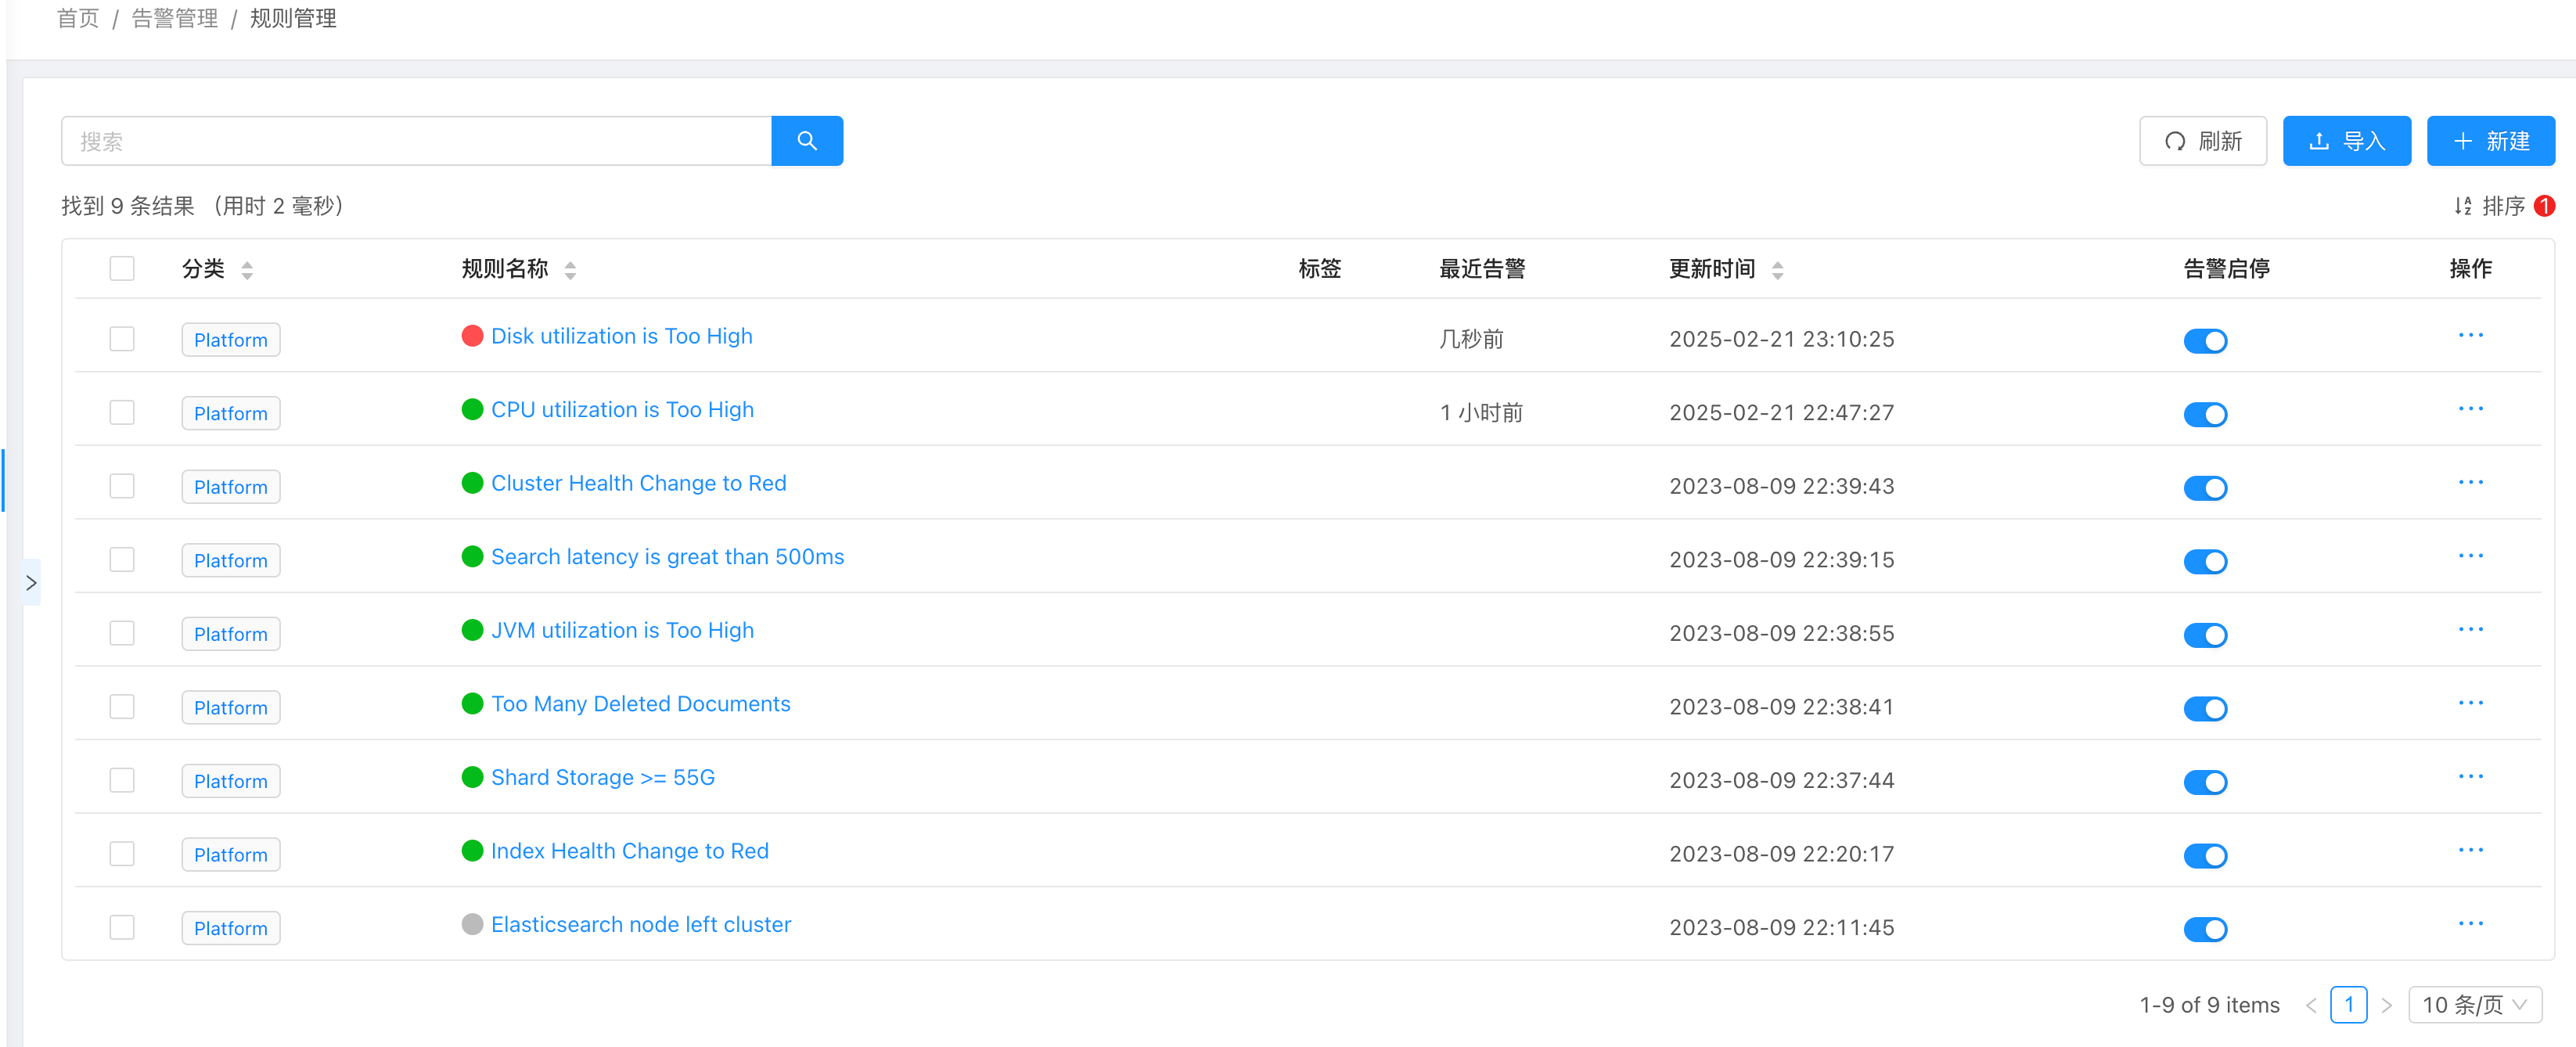 首页 / 告警管理 / 规则管理
搜索
刷新 导入 新建
找到 9 条结果 （用时 2 毫秒） 排序 1
分类 规则名称 标签 最近告警 更新时间 告警启停 操作
Platform Disk utilization is Too High 几秒前 2025-02-21 23:10:25 ...
Platform CPU utilization is Too High 1 小时前 2025-02-21 22:47:27 ...
Platform Cluster Health Change to Red 2023-08-09 22:39:43 ...
Platform Search latency is great than 500ms 2023-08-09 22:39:15 ...
Platform JVM utilization is Too High 2023-08-09 22:38:55 ...
Platform Too Many Deleted Documents 2023-08-09 22:38:41 ...
Platform Shard Storage >= 55G 2023-08-09 22:37:44 ...
Platform Index Health Change to Red 2023-08-09 22:20:17 ...
Platform Elasticsearch node left cluster 2023-08-09 22:11:45 ...
1-9 of 9 items < 1 > 10 条/页